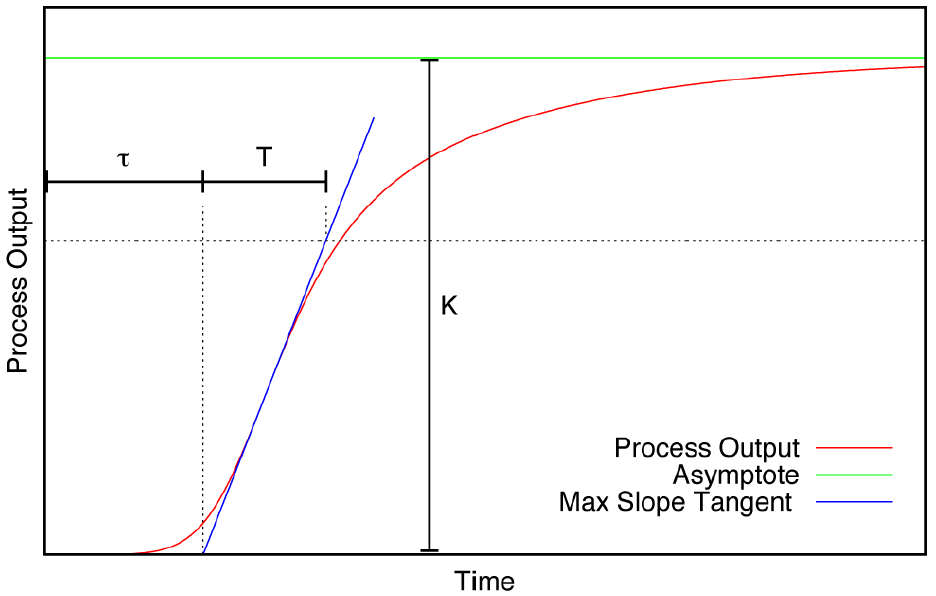 τ
T
Process Output
K
Process Output
Asymptote
Max Slope Tangent
Time